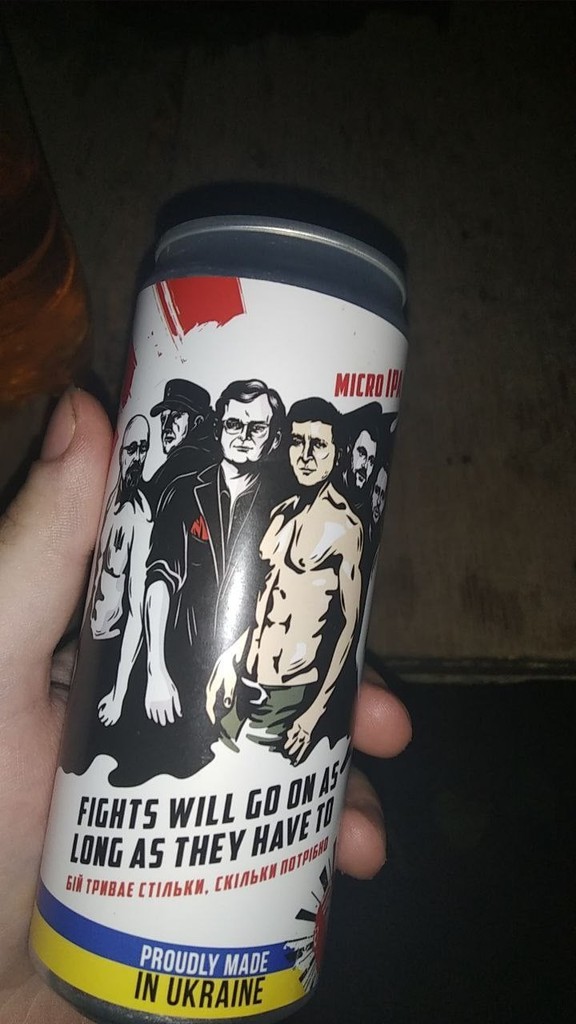 MICRO IPA
FIGHTS WILL GO ON AS
LONG AS THEY HAVE TO
БІЙ ТРИВАЄ СТІЛЬКИ, СКІЛЬКИ ПОТРІБНО
PROUDLY MADE
IN UKRAINE